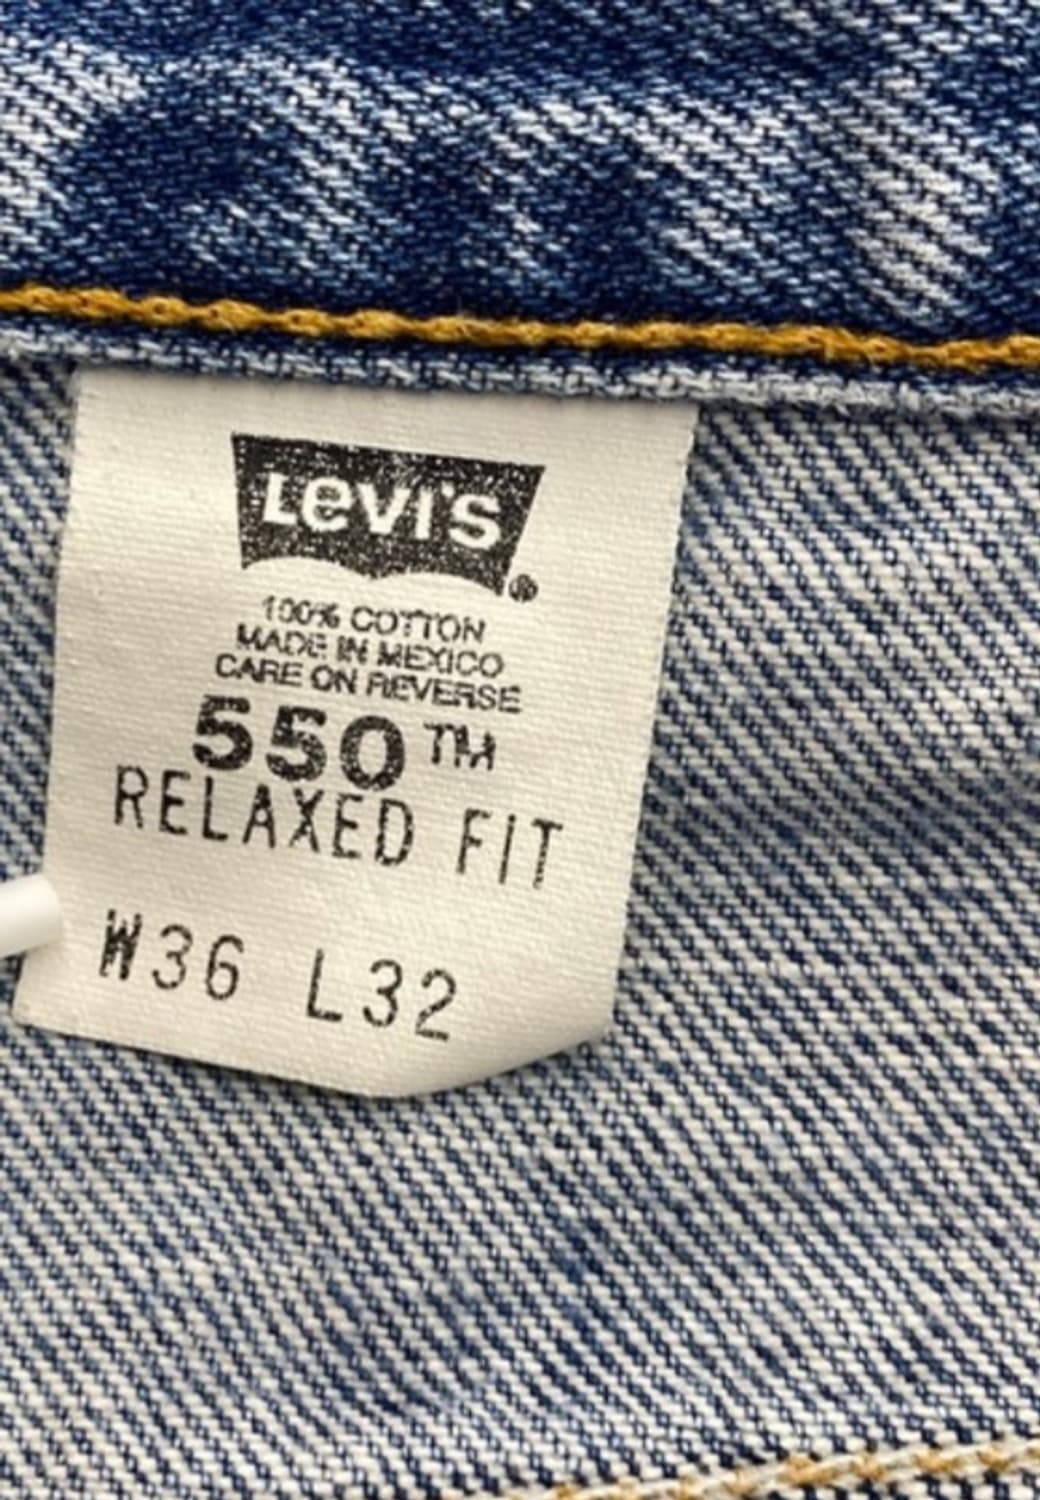 Levi's®
100% COTTON
MADE IN MEXICO
CARE ON REVERSE
550™
RELAXED FIT
W36 L32